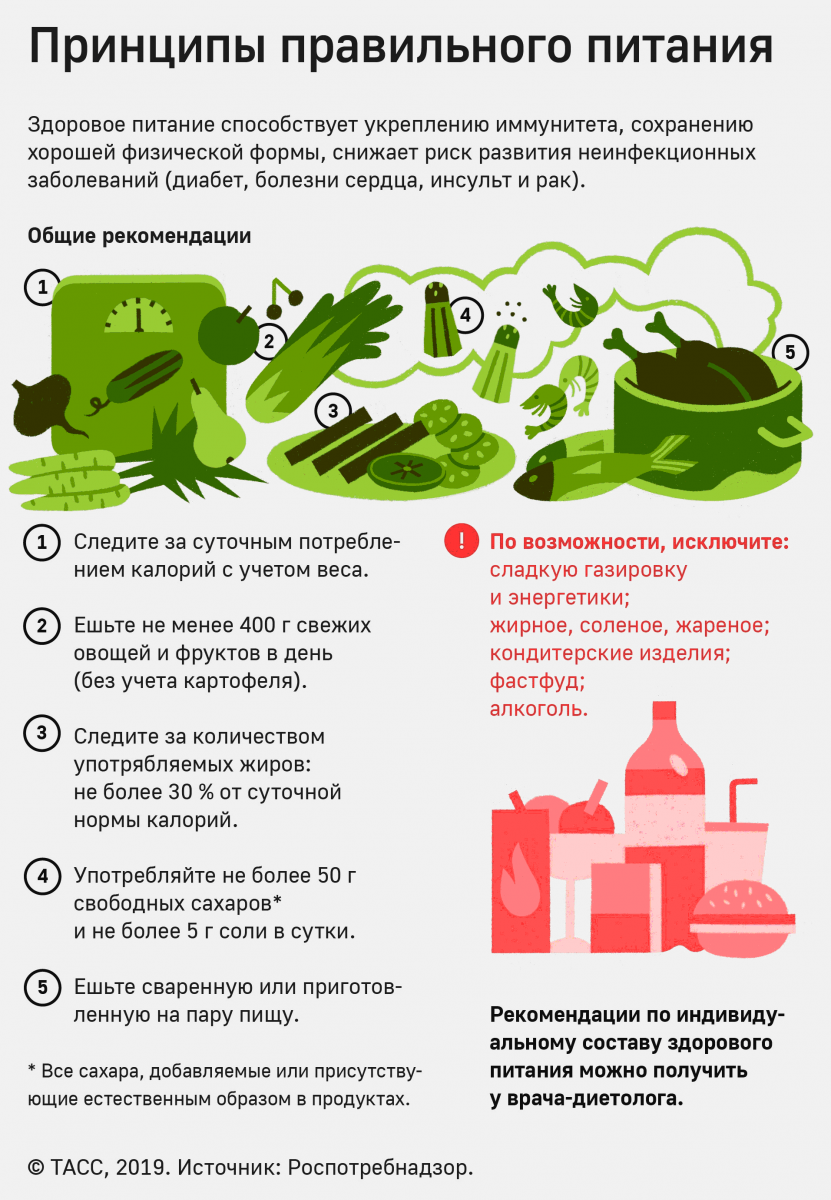 Принципы правильного питания
Здоровое питание способствует укреплению иммунитета, сохранению
хорошей физической формы, снижает риск развития неинфекционных
заболеваний (диабет, болезни сердца, инсульт и рак).
Общие рекомендации
1
2
3
4
5
1 Следите за суточным потребле-
нием калорий с учетом веса.
2 Ешьте не менее 400 г свежих
овощей и фруктов в день
(без учета картофеля).
3 Следите за количеством
употрябляемых жиров:
не более 30 % от суточной
нормы калорий.
4 Употребляйте не более 50 г
свободных сахаров*
и не более 5 г соли в сутки.
5 Ешьте сваренную или приготов-
ленную на пару пищу.
* Все сахара, добавляемые или присутству-
ющие естественным образом в продуктах.
! По возможности, исключите:
сладкую газировку
и энергетики;
жирное, соленое, жареное;
кондитерские изделия;
фастфуд;
алкоголь.
Рекомендации по индивиду-
альному составу здорового
питания можно получить
у врача-диетолога.
© ТАСС, 2019. Источник: Роспотребнадзор.